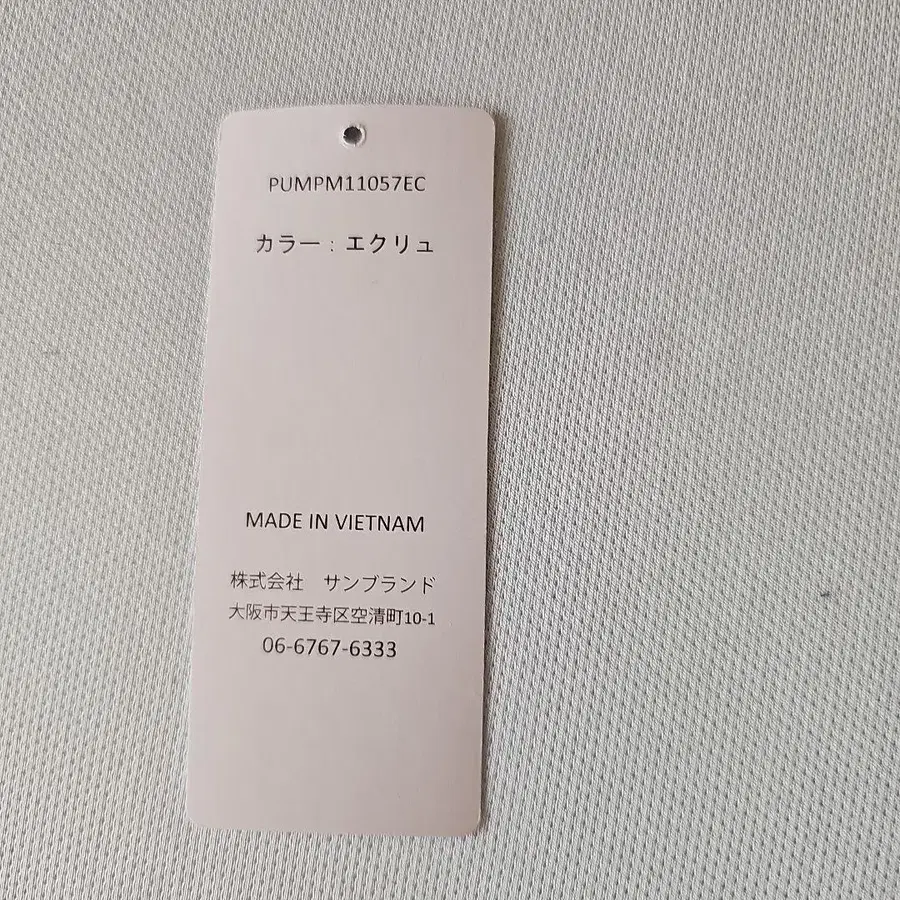 PUMPM11057EC
カラー：エクリュ
MADE IN VIETNAM
株式会社　サンブランド
大阪市天王寺区空清町10-1
06-6767-6333